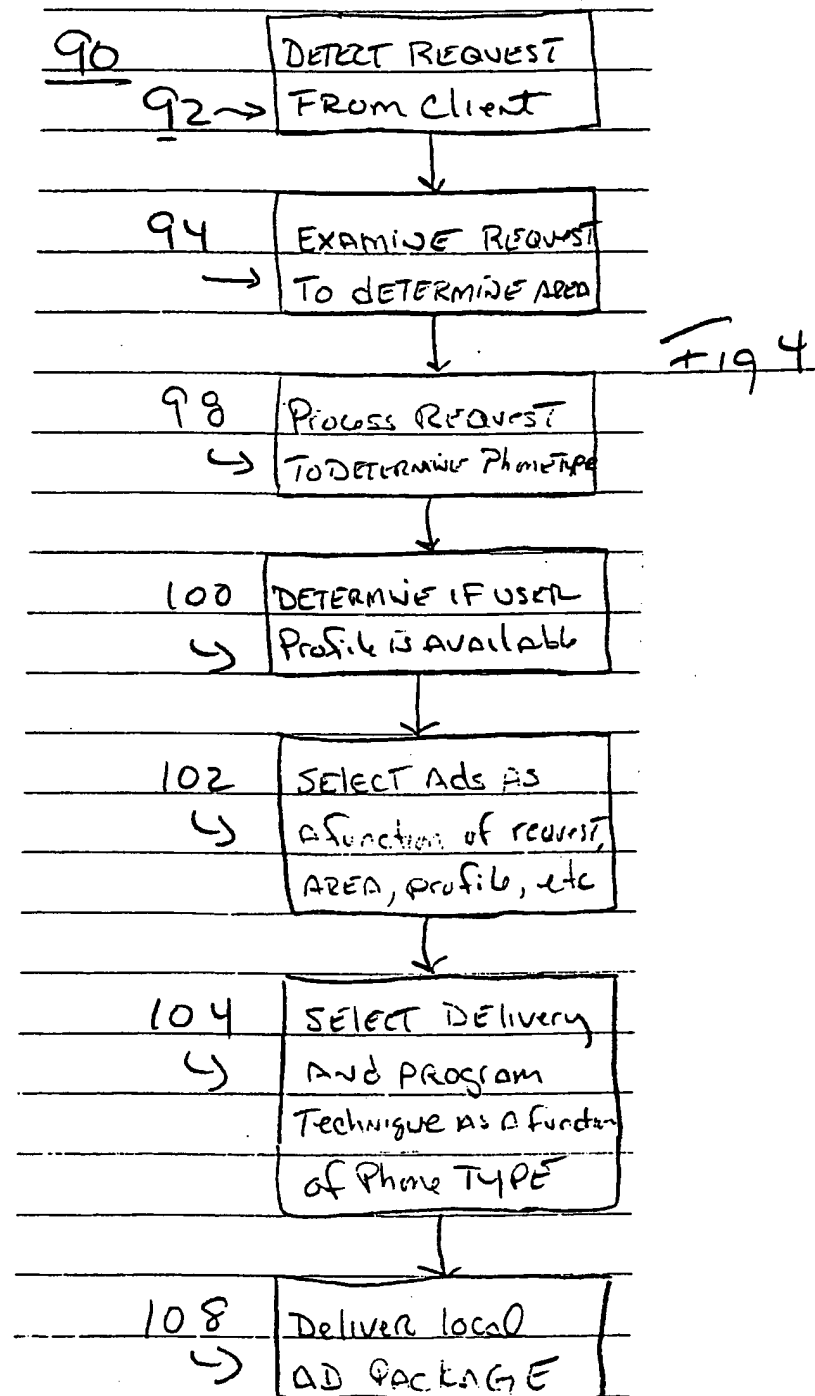 90
DETECT REQUEST
92 → FROM Client
94
EXAMINE REQUEST
→ TO dETERMINE AREA
Fig 4
98
Process REQUEST
TO DETERMINE PhoneType
100
DETERMINE IF USER
Profile is AVAilAble
102
SElECT Ads AS
A function of request,
AREA, profile, etc
104
SElECT DElivery
ANd PROgram
Technique AS A function
of Phone TYPE
108
DeliveR locAl
AD PACKAGE